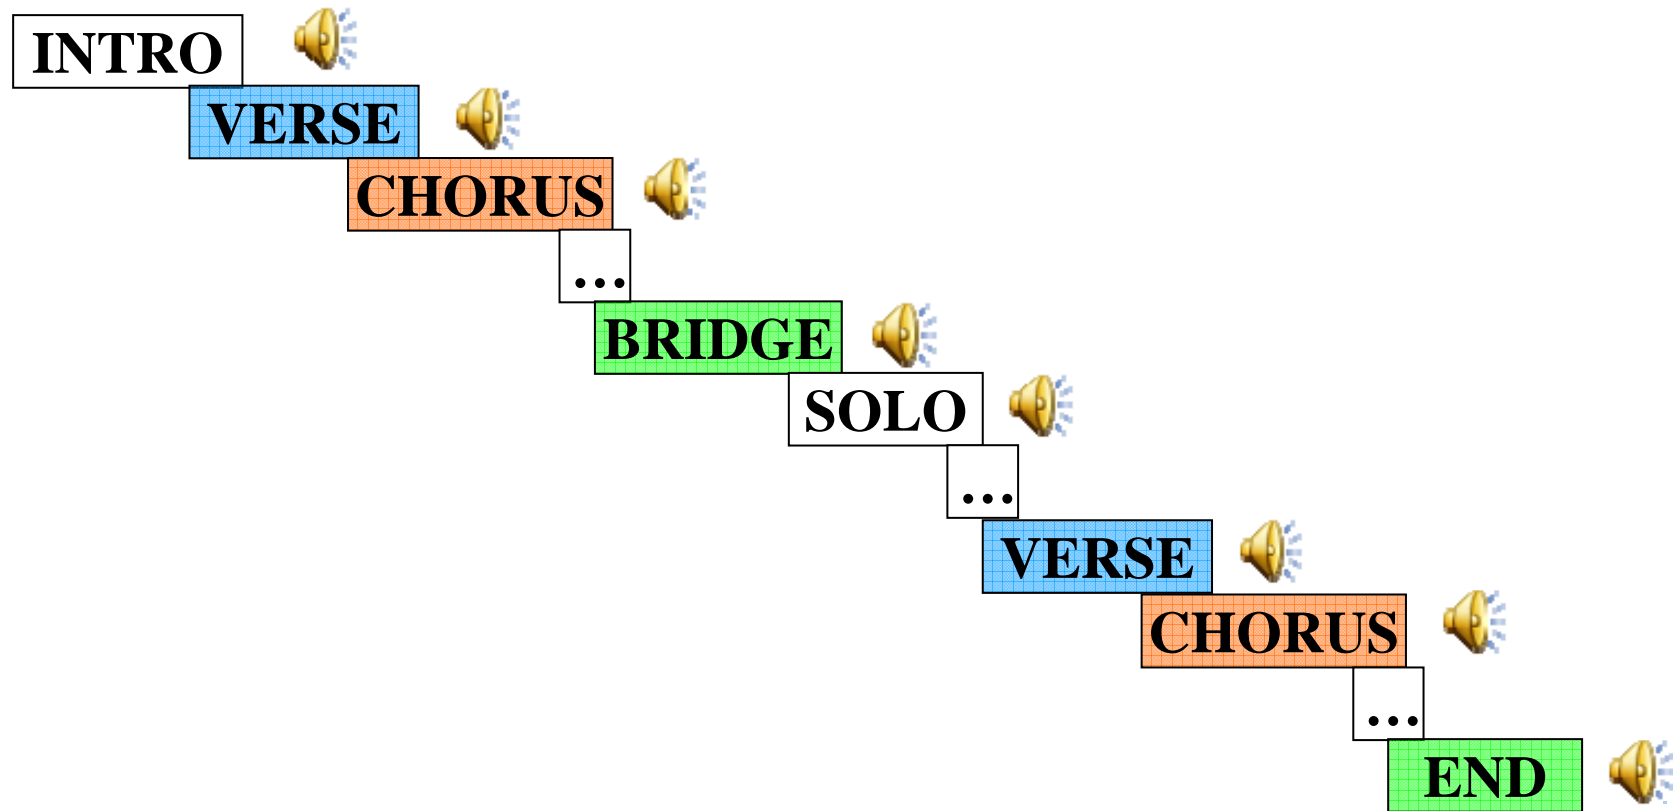 INTRO
VERSE
CHORUS
...
BRIDGE
SOLO
...
VERSE
CHORUS
...
END